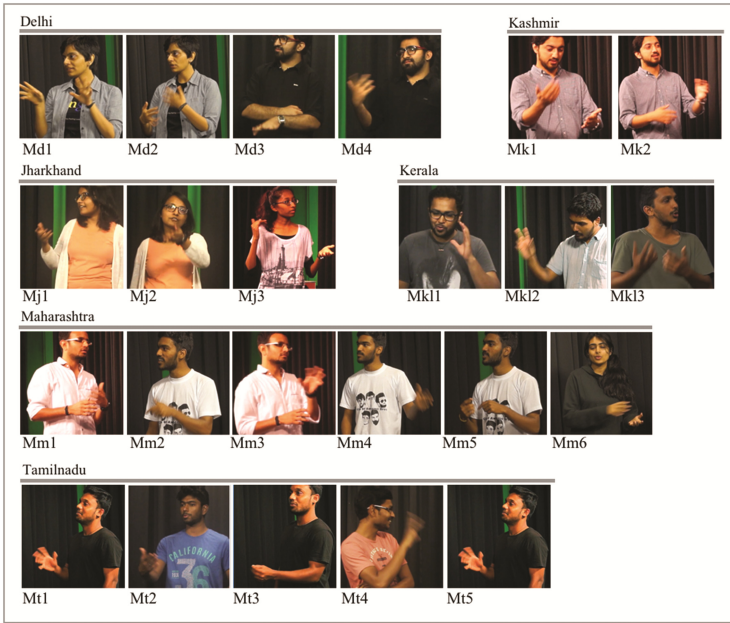 Delhi
Kashmir
Md1 Md2 Md3 Md4
Mk1 Mk2
Jharkhand
Kerala
Mj1 Mj2 Mj3
Mkl1 Mkl2 Mkl3
Maharashtra
Mm1 Mm2 Mm3 Mm4 Mm5 Mm6
Tamilnadu
CALIFORNIA
36
Mt1 Mt2 Mt3 Mt4 Mt5